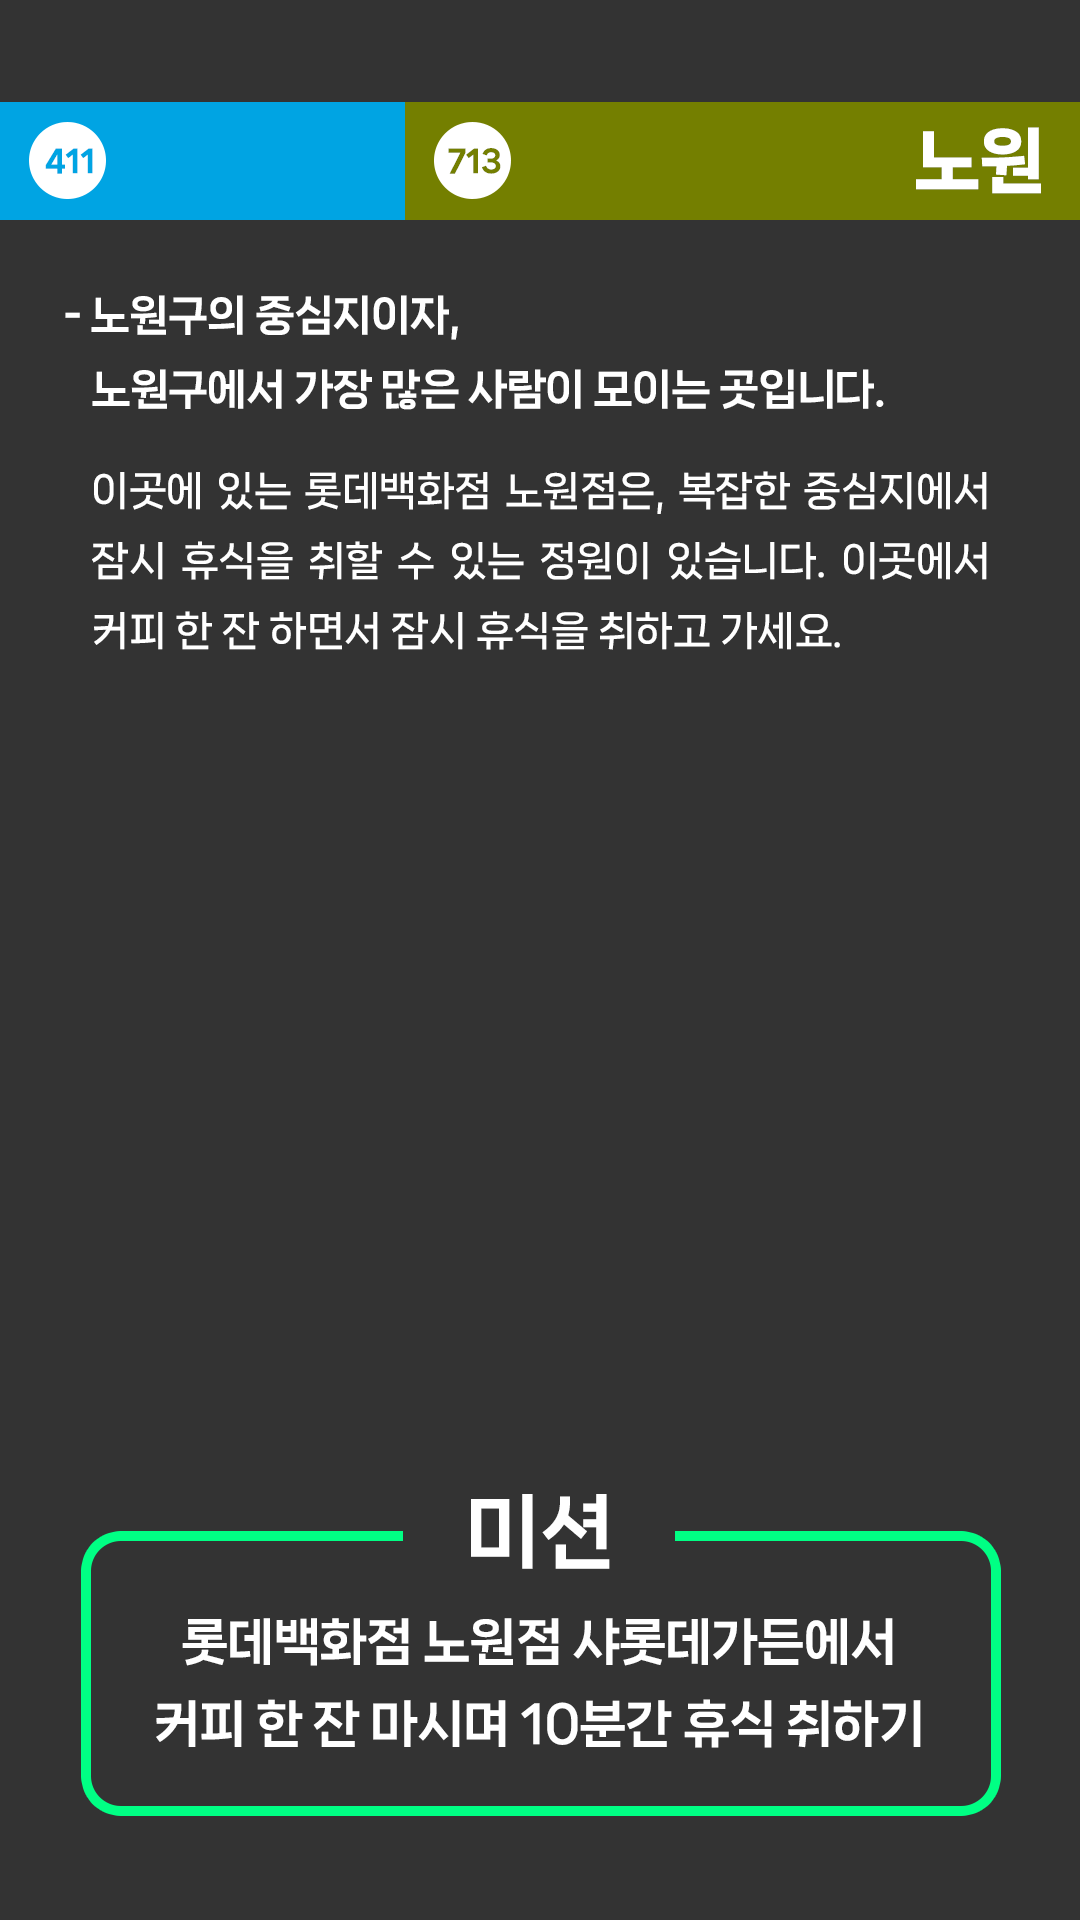 411
713
노원
- 노원구의 중심지이자,
노원구에서 가장 많은 사람이 모이는 곳입니다.
이곳에 있는 롯데백화점 노원점은, 복잡한 중심지에서
잠시 휴식을 취할 수 있는 정원이 있습니다. 이곳에서
커피 한 잔 하면서 잠시 휴식을 취하고 가세요.
미션
롯데백화점 노원점 샤롯데가든에서
커피 한 잔 마시며 10분간 휴식 취하기